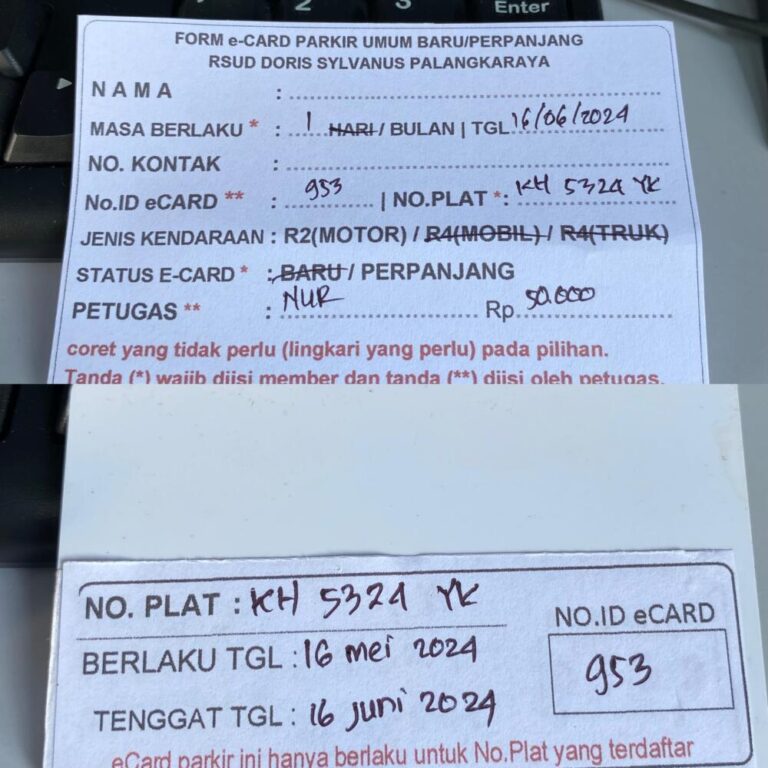 2 3 Enter
FORM e-CARD PARKIR UMUM BARU/PERPANJANG
RSUD DORIS SYLVANUS PALANGKARAYA
N A M A :
MASA BERLAKU * : 1 HARI / BULAN | TGL 16/06/2024
NO. KONTAK :
No.ID eCARD ** : 953 | NO.PLAT * : KH 5324 YK
JENIS KENDARAAN : R2(MOTOR) / R4(MOBIL) / R4(TRUK)
STATUS E-CARD * : BARU / PERPANJANG
PETUGAS ** : NUR Rp 50.000
coret yang tidak perlu (lingkari yang perlu) pada pilihan.
Tanda (*) wajib diisi member dan tanda (**) diisi oleh petugas.
NO. PLAT : KH 5324 YK
BERLAKU TGL : 16 mei 2024
TENGGAT TGL : 16 juni 2024
NO.ID eCARD
953
eCard parkir ini hanya berlaku untuk No.Plat yang terdaftar